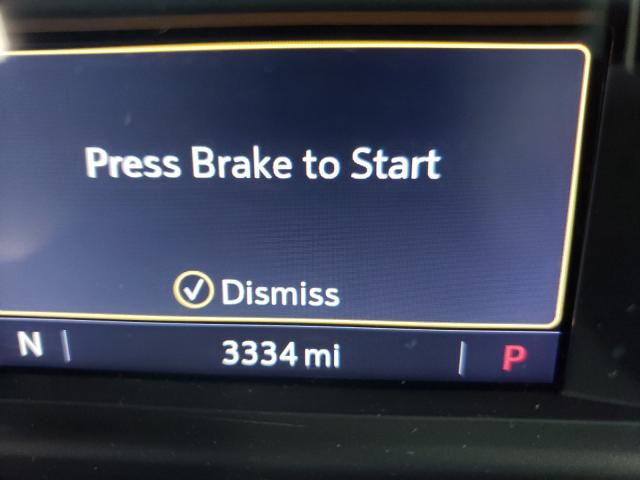 Press Brake to Start
✓ Dismiss
N | 3334 mi | P